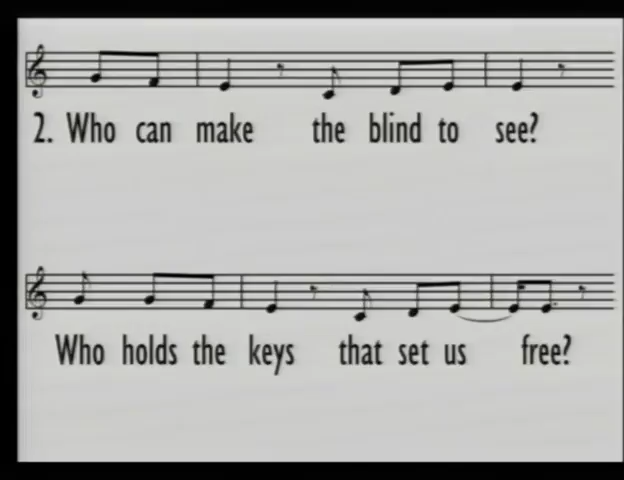 2. Who can make the blind to see?
Who holds the keys that set us free?